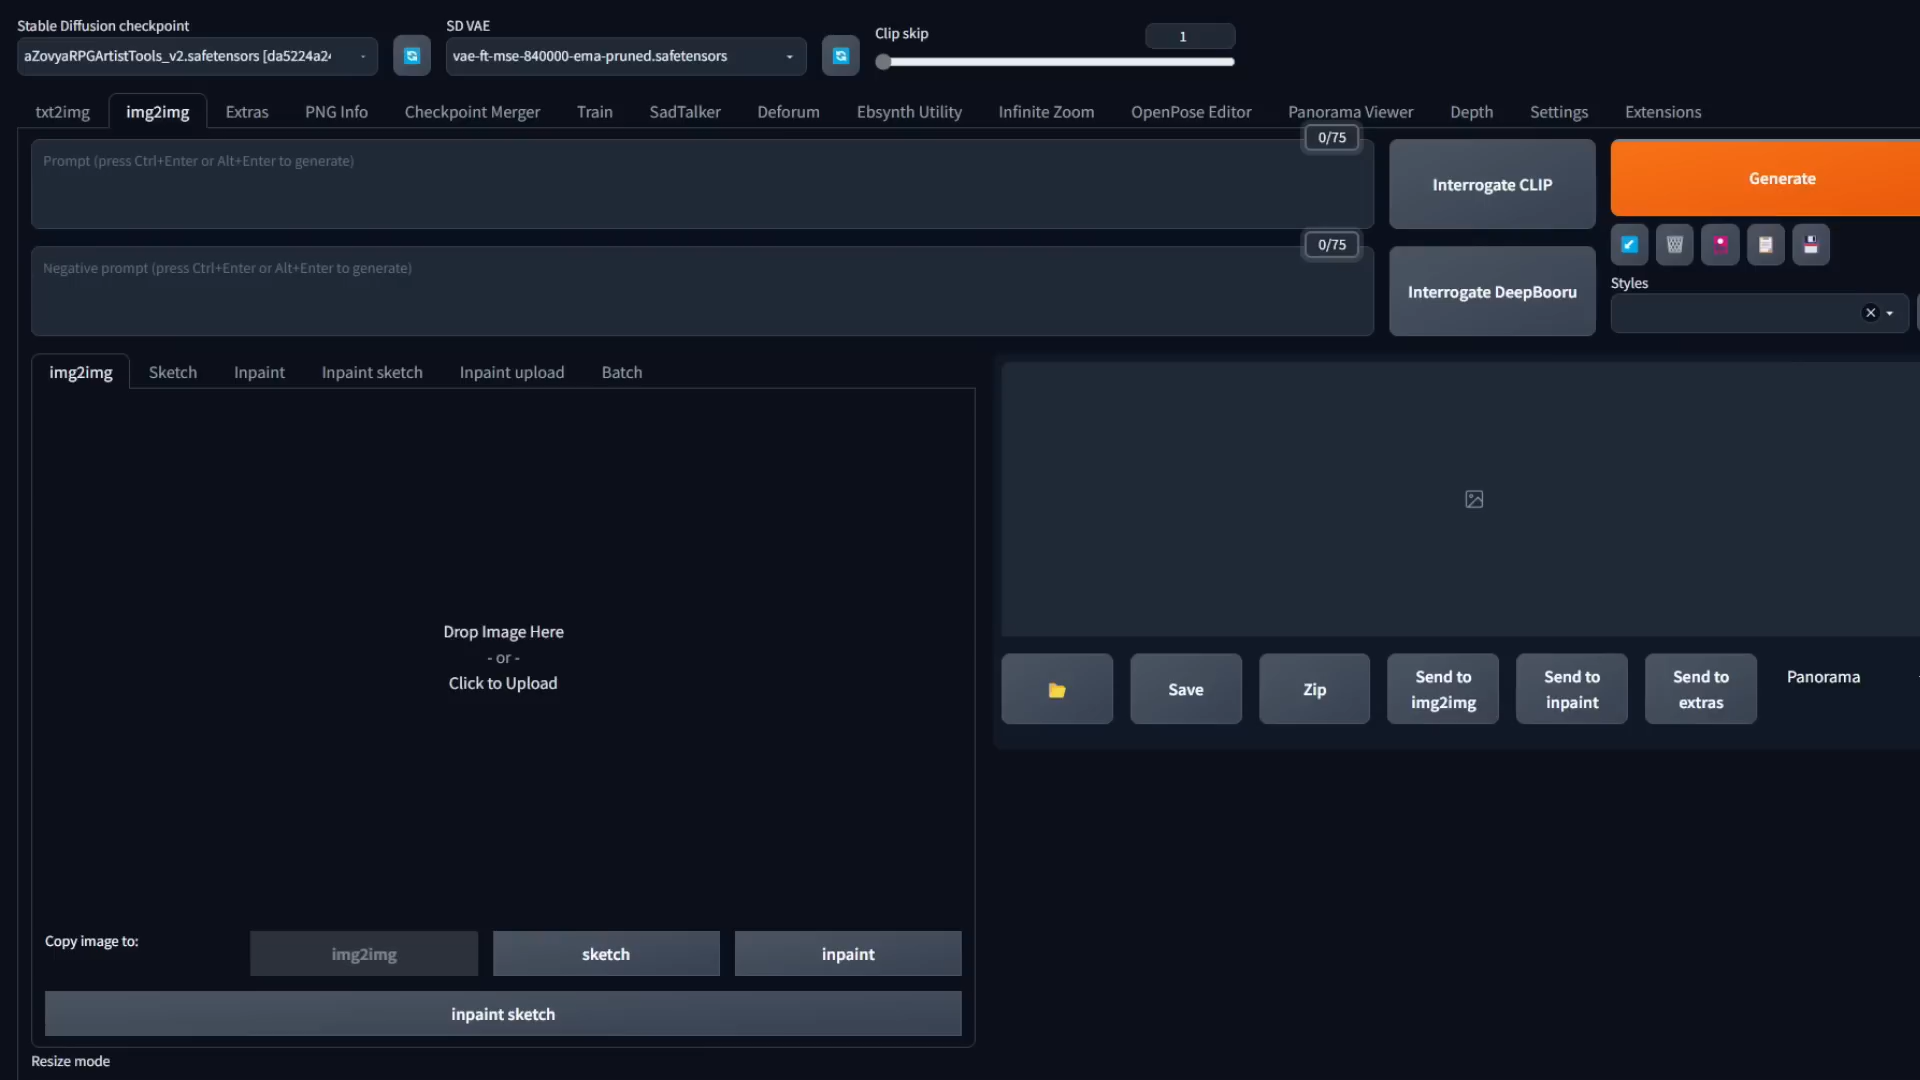 Stable Diffusion checkpoint
SD VAE
Clip skip
1
aZovyaRPGArtistTools_v2.safetensors [da5224a24
vae-ft-mse-840000-ema-pruned.safetensors
txt2img
img2img
Extras
PNG Info
Checkpoint Merger
Train
SadTalker
Deforum
Ebsynth Utility
Infinite Zoom
OpenPose Editor
Panorama Viewer
Depth
Settings
Extensions
0/75
Prompt (press Ctrl+Enter or Alt+Enter to generate)
Interrogate CLIP
Generate
0/75
Negative prompt (press Ctrl+Enter or Alt+Enter to generate)
Interrogate DeepBooru
Styles
img2img
Sketch
Inpaint
Inpaint sketch
Inpaint upload
Batch
Drop Image Here
- or -
Click to Upload
Save
Zip
Send to
img2img
Send to
inpaint
Send to
extras
Panorama
Copy image to:
img2img
sketch
inpaint
inpaint sketch
Resize mode